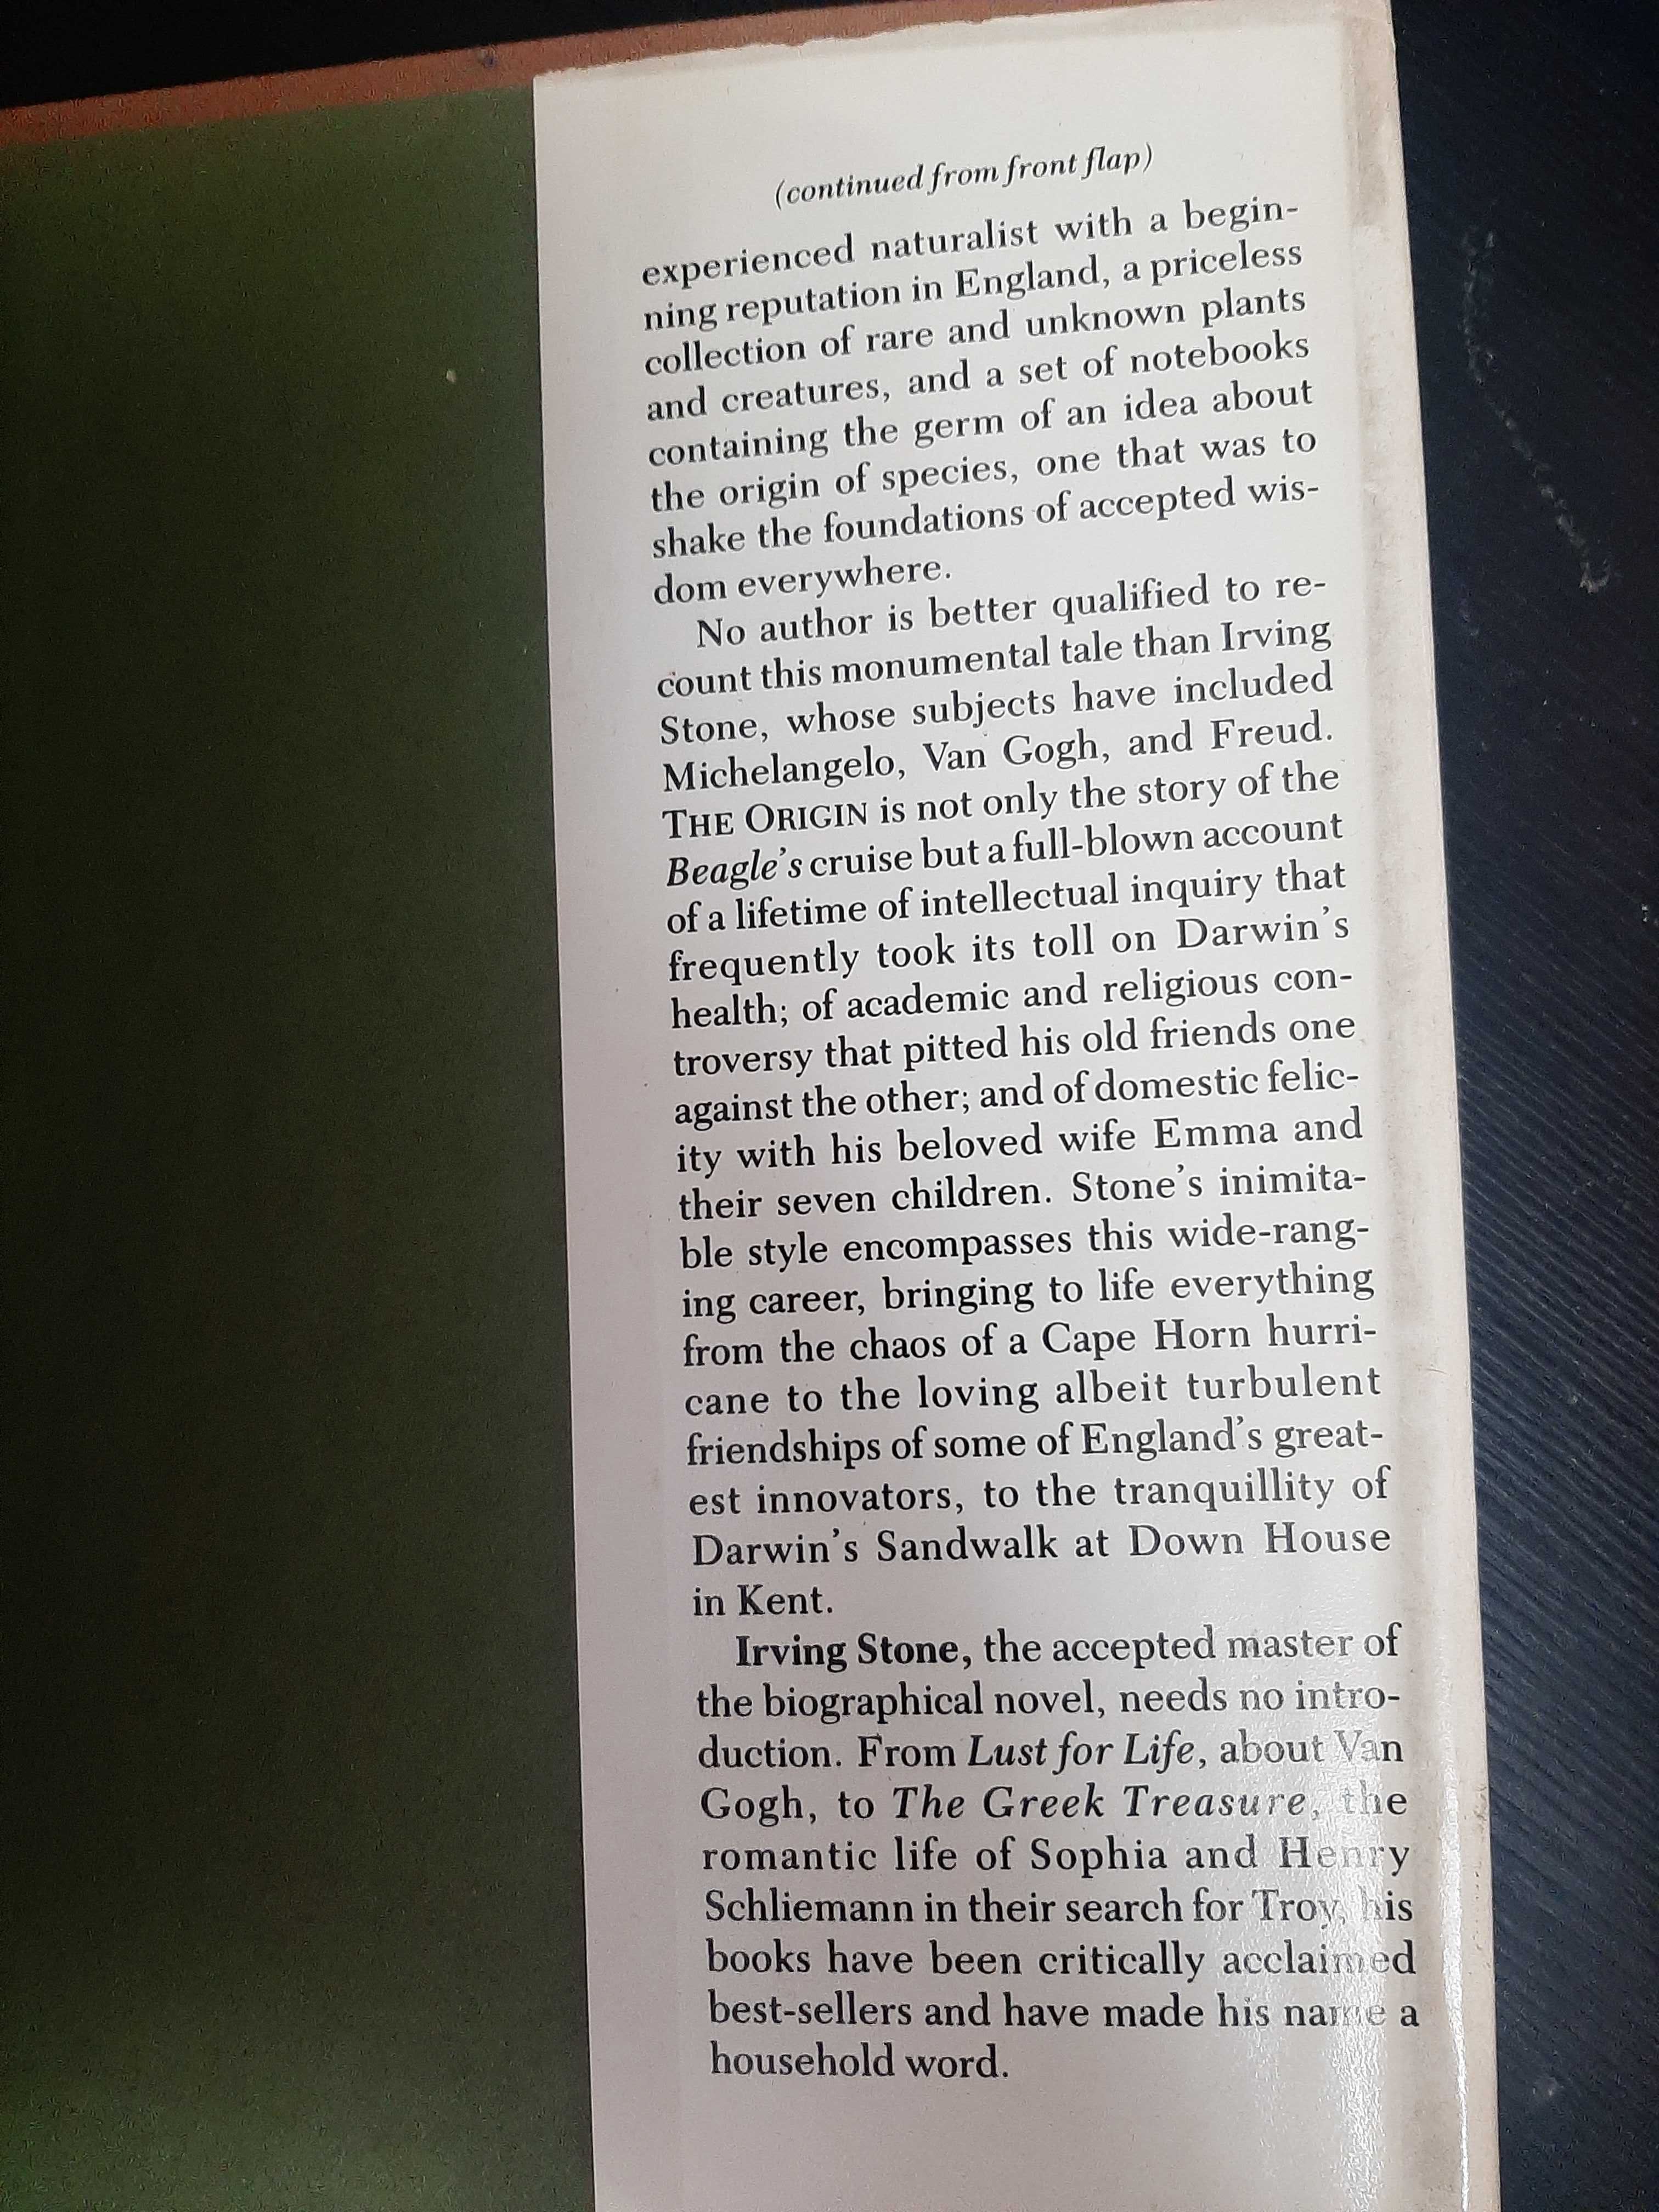 (continued from front flap)
experienced naturalist with a begin-
ning reputation in England, a priceless
collection of rare and unknown plants
and creatures, and a set of notebooks
containing the germ of an idea about
the origin of species, one that was to
shake the foundations of accepted wis-
dom everywhere.
No author is better qualified to re-
count this monumental tale than Irving
Stone, whose subjects have included
Michelangelo, Van Gogh, and Freud.
THE ORIGIN is not only the story of the
Beagle's cruise but a full-blown account
of a lifetime of intellectual inquiry that
frequently took its toll on Darwin's
health; of academic and religious con-
troversy that pitted his old friends one
against the other; and of domestic felic-
ity with his beloved wife Emma and
their seven children. Stone's inimita-
ble style encompasses this wide-rang-
ing career, bringing to life everything
from the chaos of a Cape Horn hurri-
cane to the loving albeit turbulent
friendships of some of England's great-
est innovators, to the tranquillity of
Darwin's Sandwalk at Down House
in Kent.
Irving Stone, the accepted master of
the biographical novel, needs no intro-
duction. From Lust for Life, about Van
Gogh, to The Greek Treasure, the
romantic life of Sophia and Henry
Schliemann in their search for Troy, his
books have been critically acclaimed
best-sellers and have made his name a
household word.